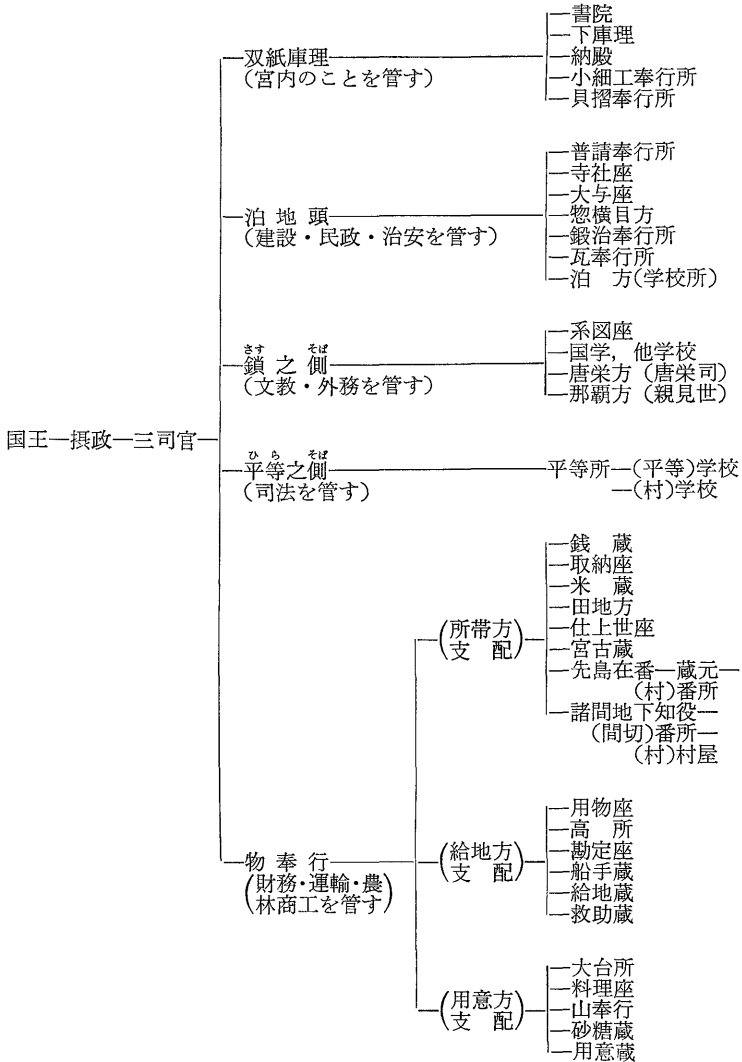 書院
下庫理
双紙庫理
納殿
(宮内のことを管す)
小細工奉行所
貝摺奉行所
普請奉行所
寺社座
大与座
泊地頭
惣横目方
(建設・民政・治安を管す)
鍛治奉行所
瓦奉行所
泊 方(学校所)
系図座
さす そば
鎖之側
国学,他学校
(文教・外務を管す)
唐栄方(唐栄司)
那覇方(親見世)
国王―摂政―三司官
ひら そば
平等之側
平等所―(平等)学校
(司法を管す)
―(村)学校
銭 蔵
取納座
米 蔵
田地方
(所帯方
支 配)
仕上世座
宮古蔵
先島在番―蔵元―
(村)番所
諸間地下知役―
(間切)番所―
(村)村屋
用物座
高 所
物奉行
(給地方
支 配)
勘定座
(財務・運輸・農
林商工を管す)
船手蔵
給地蔵
救助蔵
大台所
料理座
(用意方
支 配)
山奉行
砂糖蔵
用意蔵